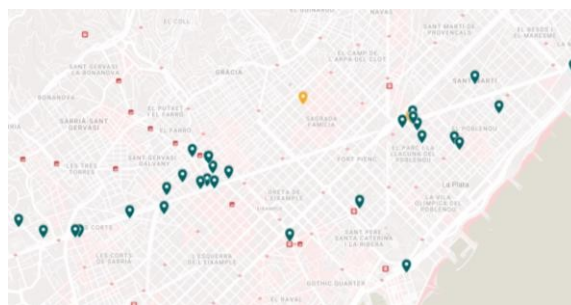 EL GUINARDÓ
NAVAS
EL COLL
SANT MARTÍ DE
PROVENÇALS
EL BESÒS I
EL MARESME
SANT GERVASI
- LA BONANOVA
GRÀCIA
EL CAMP DE
L'ARPA DEL CLOT
SANT MARTÍ
BONANOVA
SARRIÀ-SANT
GERVASI
EL PUTXET
I EL FARRÓ
EL FARRÓ
SAGRADA
FAMÍLIA
EL POBLENOU
EL PARC I LA
LLACUNA DEL
POBLENOU
LES TRES
TORRES
SANT GERVASI
GALVANY
FORT PIENC
La Plata
LA VILA
OLÍMPICA DEL
POBLENOU
DRETA DE
L'EIXAMPLE
LES CORTS
SANT PERE,
SANTA CATERINA
I LA RIBERA
LES CORTS
DE SARRIÀ
L'ESQUERRA
DE L'EIXAMPLE
GOTHIC QUARTER
EL RAVAL